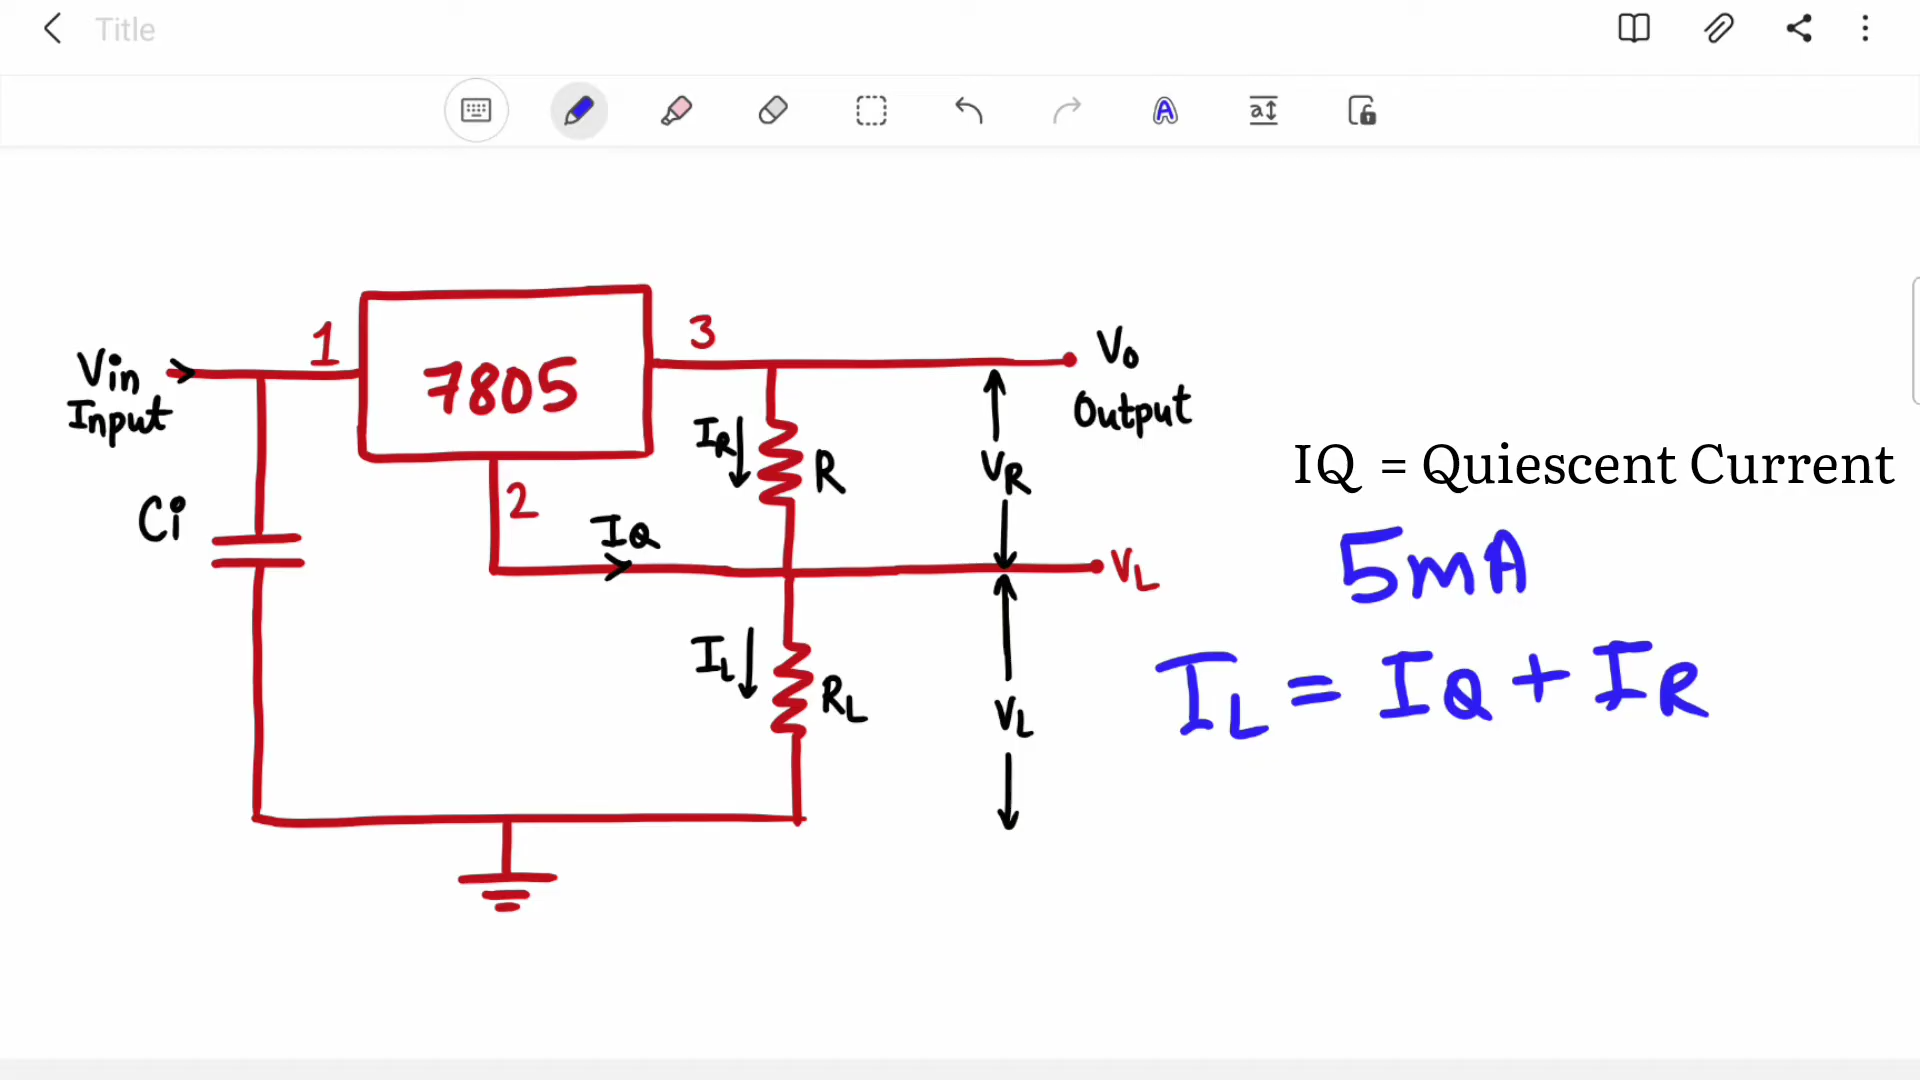 Title
A
a
1
3
Vo
Vin
Input
7805
Output
IR
R
VR
IQ = Quiescent Current
Ci
2
IQ
5mA
VL
IL
RL
VL
IL = IQ + IR